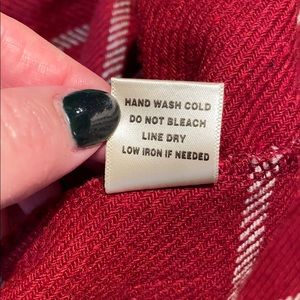 HAND WASH COLD
DO NOT BLEACH
LINE DRY
LOW IRON IF NEEDED